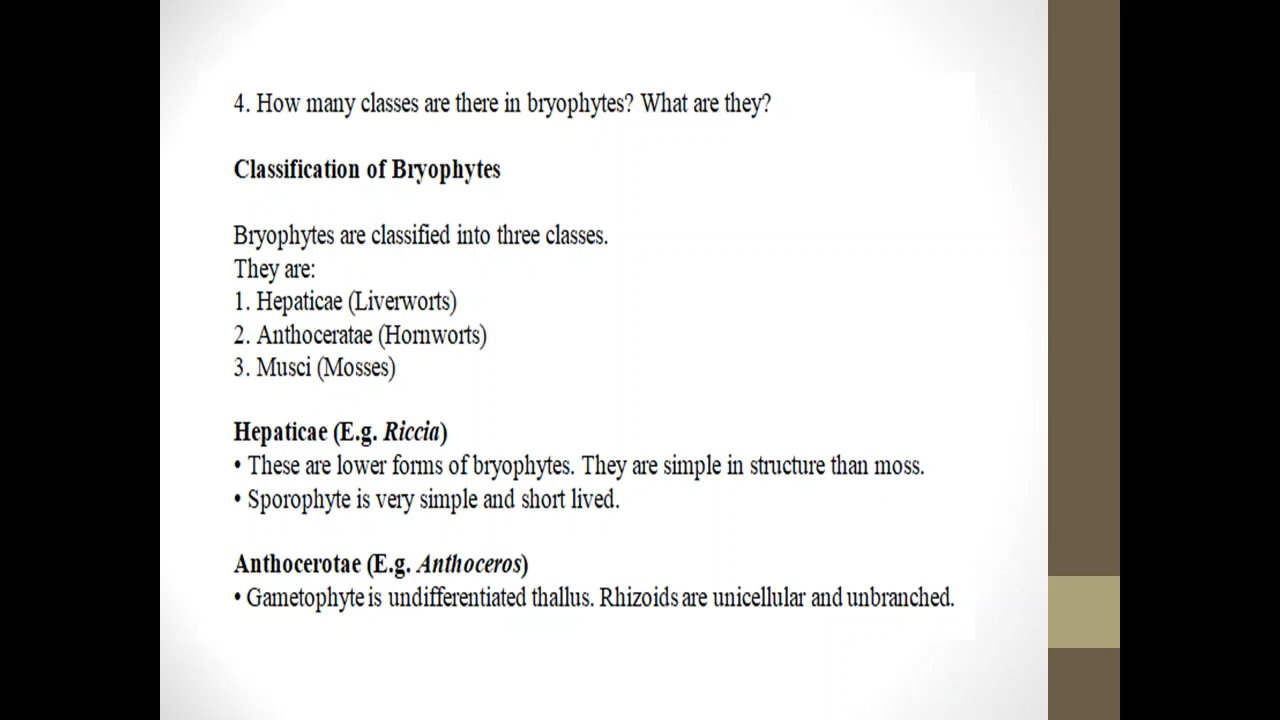 4. How many classes are there in bryophytes? What are they?
Classification of Bryophytes
Bryophytes are classified into three classes.
They are:
1. Hepaticae (Liverworts)
2. Anthoceratae (Hornworts)
3. Musci (Mosses)
Hepaticae (E.g. Riccia)
• These are lower forms of bryophytes. They are simple in structure than moss.
• Sporophyte is very simple and short lived.
Anthocerotae (E.g. Anthoceros)
• Gametophyte is undifferentiated thallus. Rhizoids are unicellular and unbranched.